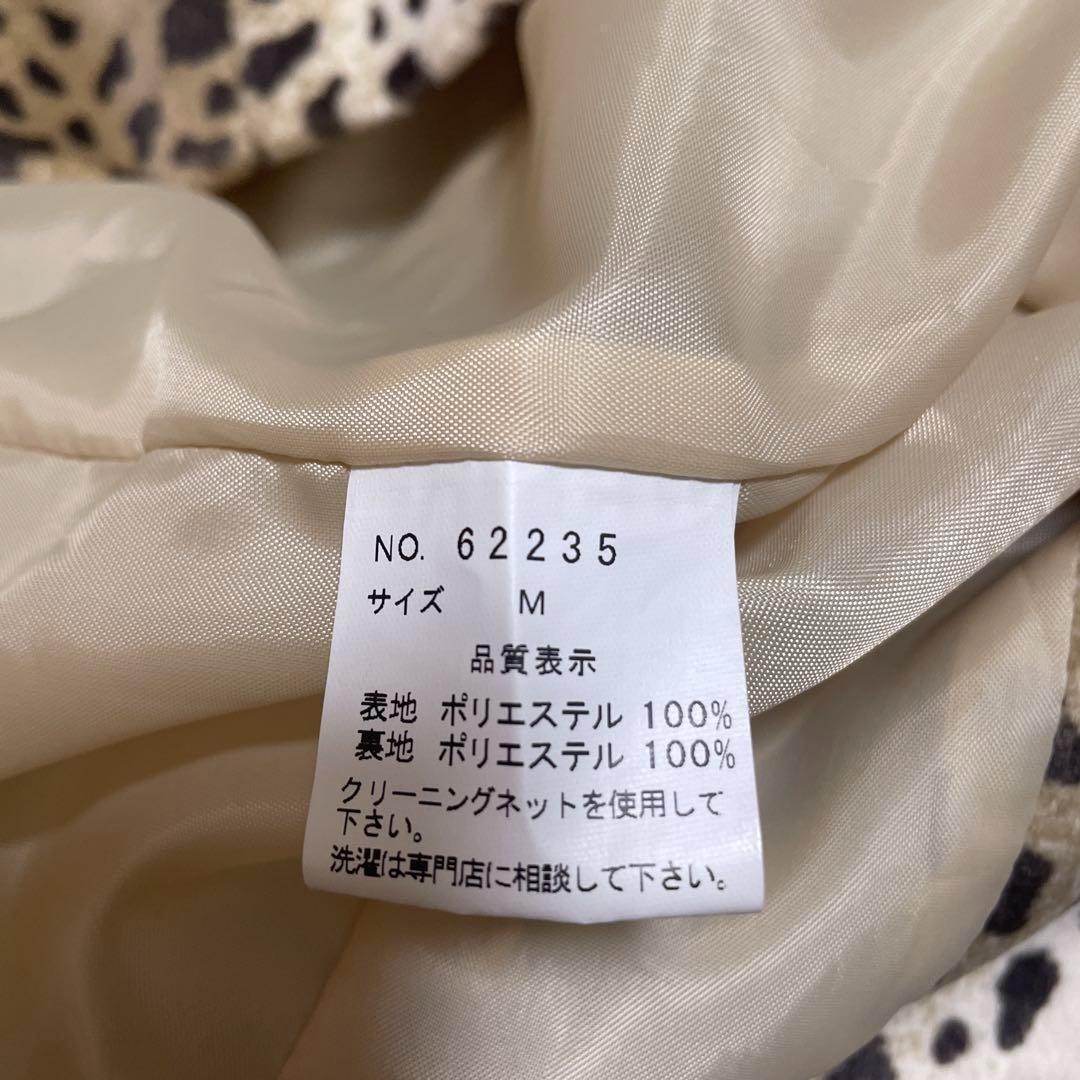 NO. 62235
サイズ M
品質表示
表地 ポリエステル 100%
裏地 ポリエステル 100%
クリーニングネットを使用して
下さい。
洗濯は専門店に相談して下さい。